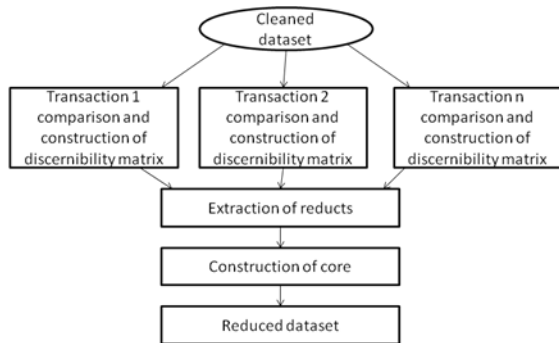 Cleaned
dataset
Transaction 1
comparison and
construction of
discernibility matrix
Transaction 2
comparison and
construction of
discernibility matrix
Transaction n
comparison and
construction of
discernibility matrix
Extraction of reducts
Construction of core
Reduced dataset